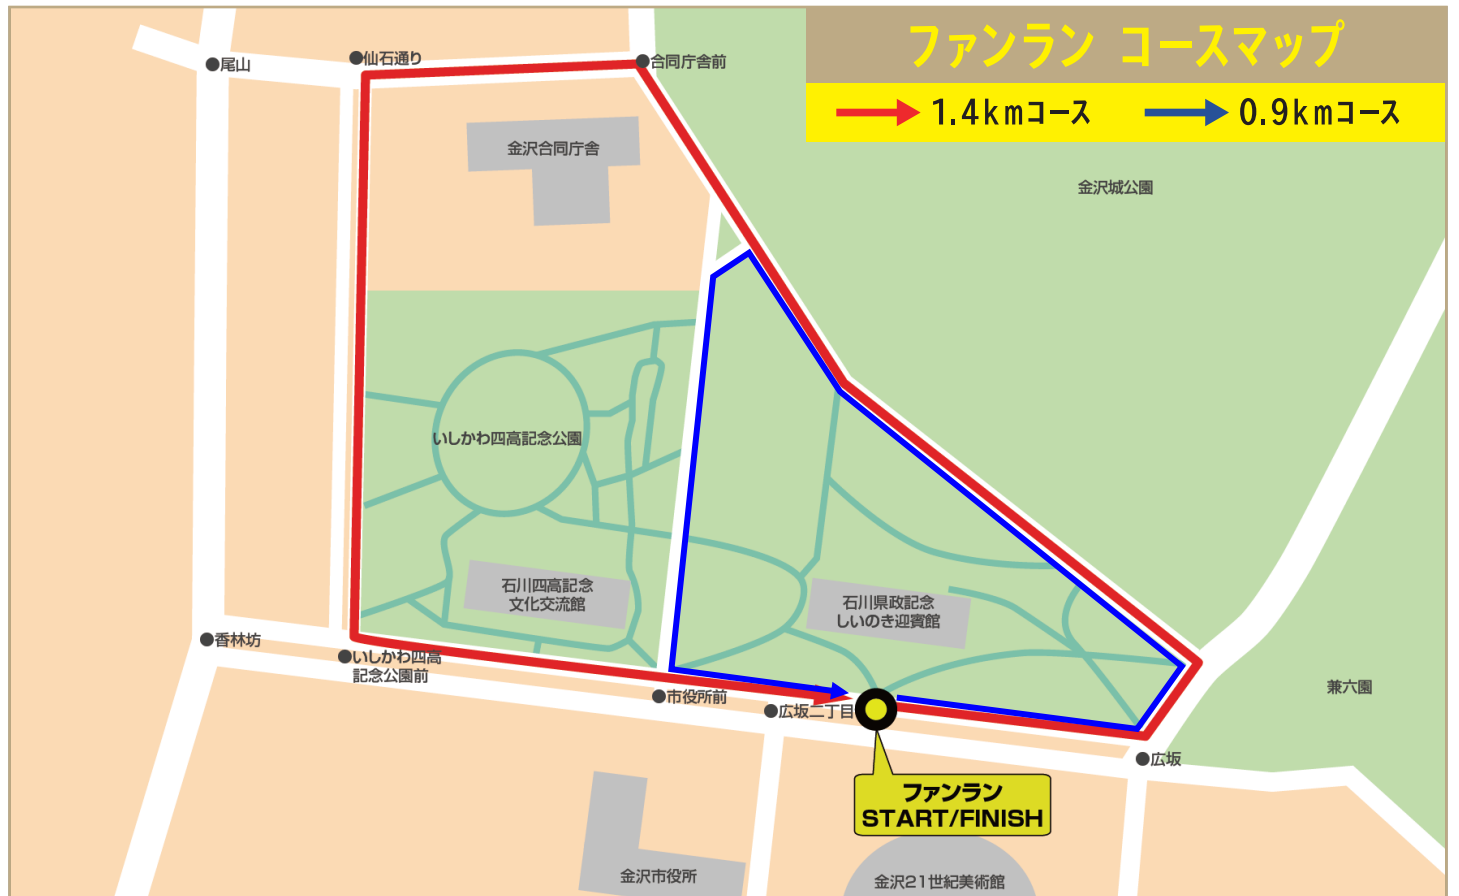 ファンラン コースマップ
1.4kmコース
0.9kmコース
尾山
仙石通り
合同庁舎前
金沢合同庁舎
金沢城公園
いしかわ四高記念公園
石川四高記念
文化交流館
石川県政記念
しいのき迎賓館
香林坊
いしかわ四高
記念公園前
市役所前
広坂二丁目
兼六園
広坂
ファンラン
START/FINISH
金沢市役所
金沢21世紀美術館